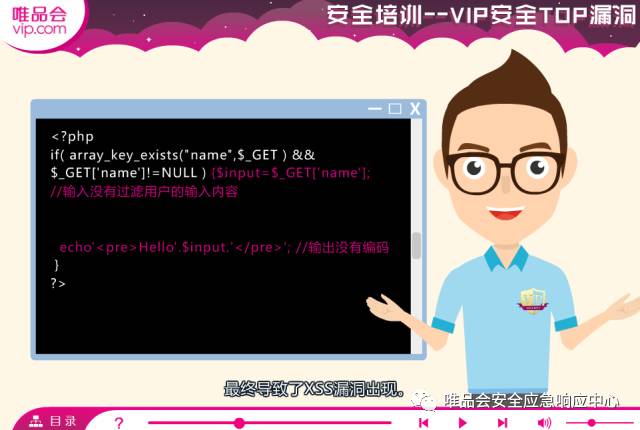 唯品会
vip.com
安全培训--VIP安全TOP漏洞
<?php
if( array_key_exists("name",$_GET ) &&
$_GET['name']!=NULL ) {$input=$_GET['name'];
//输入没有过滤用户的输入内容
echo'<pre>Hello'.$input.'</pre>'; //输出没有编码
}
?>
最终导致了XSS漏洞出现。
唯品会安全应急响应中心
目录
?